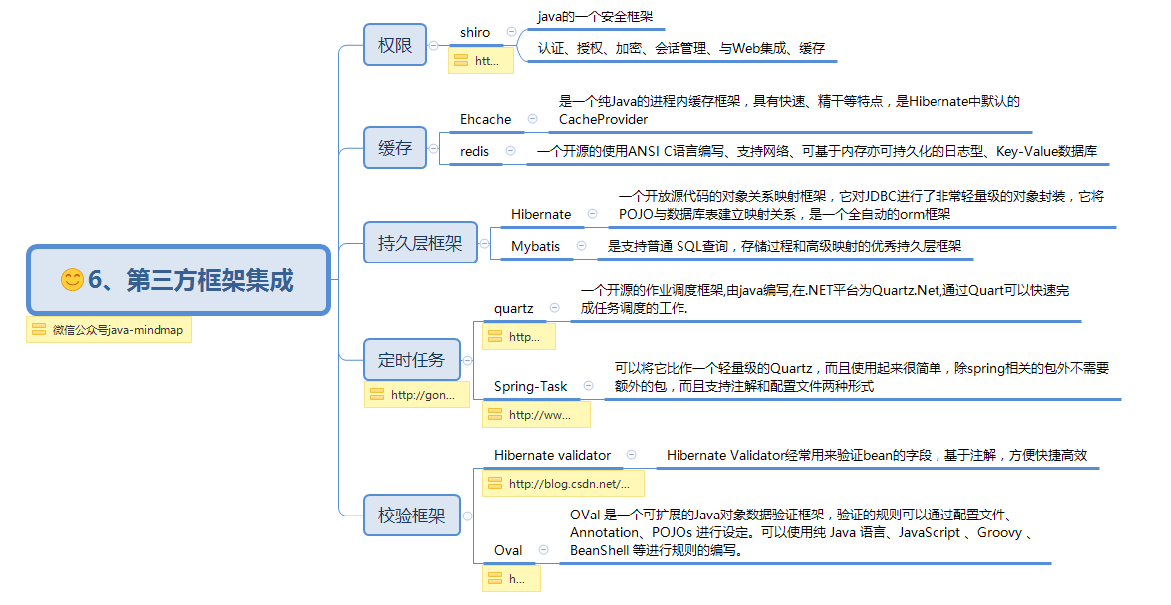 6、第三方框架集成
微信公众号java-mindmap
权限
shiro
htt...
java的一个安全框架
认证、授权、加密、会话管理、与Web集成、缓存
缓存
Ehcache
是一个纯Java的进程内缓存框架，具有快速、精干等特点，是Hibernate中默认的
CacheProvider
redis
一个开源的使用ANSI C语言编写、支持网络、可基于内存亦可持久化的日志型、Key-Value数据库
持久层框架
Hibernate
一个开放源代码的对象关系映射框架，它对JDBC进行了非常轻量级的对象封装，它将
POJO与数据库表建立映射关系，是一个全自动的orm框架
Mybatis
是支持普通 SQL查询，存储过程和高级映射的优秀持久层框架
定时任务
http://gon...
quartz
http...
一个开源的作业调度框架,由java编写,在.NET平台为Quartz.Net,通过Quart可以快速完
成任务调度的工作.
Spring-Task
http://ww...
可以将它比作一个轻量级的Quartz，而且使用起来很简单，除spring相关的包外不需要
额外的包，而且支持注解和配置文件两种形式
校验框架
Hibernate validator
http://blog.csdn.net/...
Hibernate Validator经常用来验证bean的字段，基于注解，方便快捷高效
Oval
h...
OVal 是一个可扩展的Java对象数据验证框架，验证的规则可以通过配置文件、
Annotation、POJOs 进行设定。可以使用纯 Java 语言、JavaScript 、Groovy 、
BeanShell 等进行规则的编写。